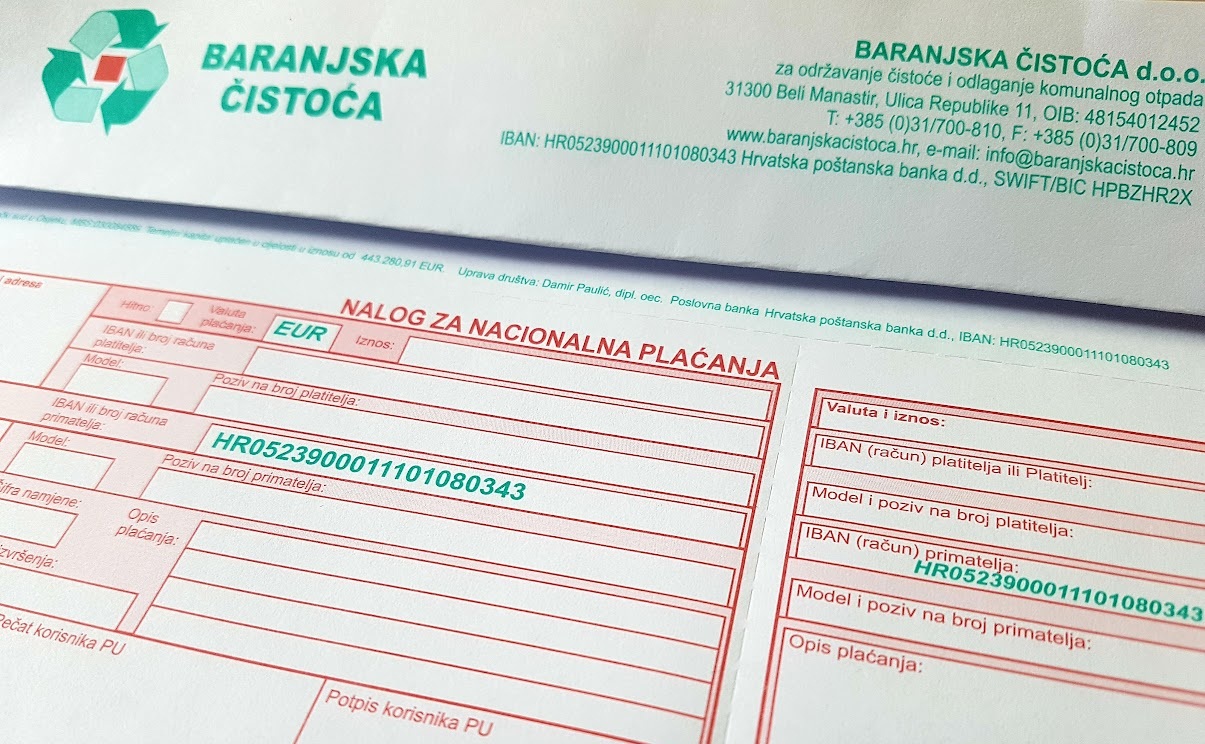 BARANJSKA
ČISTOĆA
BARANJSKA ČISTOĆA d.o.o.
za održavanje čistoće i odlaganje komunalnog otpada
31300 Beli Manastir, Ulica Republike 11, OIB: 48154012452
T: +385 (0)31/700-810, F: +385 (0)31/700-809
www.baranjskacistoca.hr, e-mail: info@baranjskacistoca.hr
IBAN: HR0523900011101080343 Hrvatska poštanska banka d.d., SWIFT/BIC HPBZHR2X
Temeljni kapital uplaćen u cijelosti u iznosu od 443.280,91 EUR. Uprava društva: Damir Paulić, dipl. oec. Poslovna banka Hrvatska poštanska banka d.d., IBAN: HR0523900011101080343
adresa
NALOG ZA NACIONALNA PLAĆANJA
Hitno:
Valuta
plaćanja:
EUR
Iznos:
IBAN ili broj računa
platitelja:
Model:
Poziv na broj platitelja:
IBAN ili broj računa
primatelja:
HR0523900011101080343
Model:
Poziv na broj primatelja:
Šifra namjene:
Opis
plaćanja:
izvršenja:
Pečat korisnika PU
Potpis korisnika PU
Valuta i iznos:
IBAN (račun) platitelja ili Platitelj:
Model i poziv na broj platitelja:
IBAN (račun) primatelja:
HR0523900011101080343
Model i poziv na broj primatelja:
Opis plaćanja: